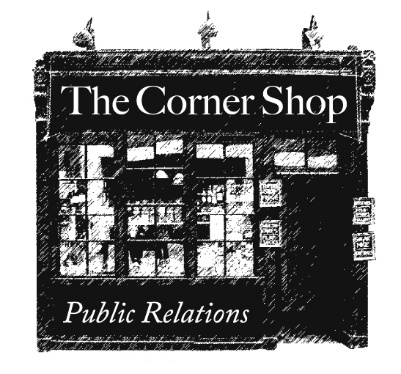 The Corner Shop
Public Relations